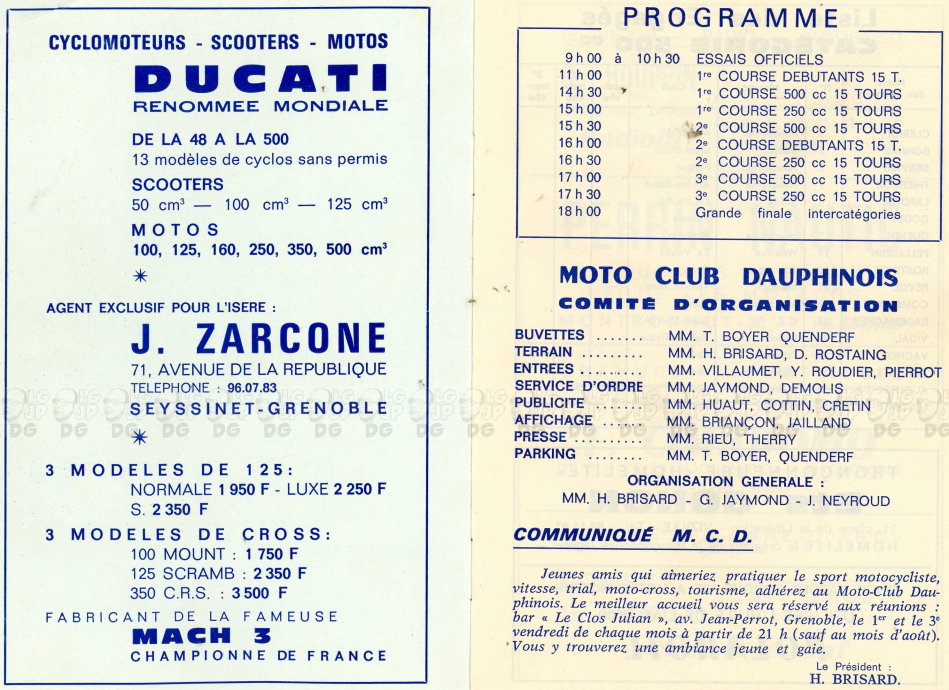 CYCLOMOTEURS - SCOOTERS - MOTOS
DUCATI
RENOMMEE MONDIALE
DE LA 48 A LA 500
13 modèles de cyclos sans permis
SCOOTERS
50 cm³ — 100 cm³ — 125 cm³
MOTOS
100, 125, 160, 250, 350, 500 cm³
AGENT EXCLUSIF POUR L'ISERE :
J. ZARCONE
71, AVENUE DE LA REPUBLIQUE
TELEPHONE : 96.07.83
SEYSSINET-GRENOBLE
3 MODELES DE 125 :
NORMALE 1 950 F - LUXE 2 250 F
S. 2 350 F
3 MODELES DE CROSS :
100 MOUNT : 1 750 F
125 SCRAMB : 2 350 F
350 C.R.S. : 3 500 F
FABRICANT DE LA FAMEUSE
MACH 3
CHAMPIONNE DE FRANCE
PROGRAMME
9 h 00 à 10 h 30 ESSAIS OFFICIELS
11 h 00 1re COURSE DEBUTANTS 15 T.
14 h 30 1re COURSE 500 cc 15 TOURS
15 h 00 1re COURSE 250 cc 15 TOURS
15 h 30 2e COURSE 500 cc 15 TOURS
16 h 00 2e COURSE DEBUTANTS 15 T.
16 h 30 2e COURSE 250 cc 15 TOURS
17 h 00 3e COURSE 500 cc 15 TOURS
17 h 30 3e COURSE 250 cc 15 TOURS
18 h 00 Grande finale intercatégories
MOTO CLUB DAUPHINOIS
COMITÉ D'ORGANISATION
BUVETTES ....... MM. T. BOYER QUENDERF
TERRAIN ......... MM. H. BRISARD, D. ROSTAING
ENTREES ......... MM. VILLAUMET, Y. ROUDIER, PIERROT
SERVICE D'ORDRE MM. JAYMOND, DEMOLIS
PUBLICITE ........ MM. HUAUT, COTTIN, CRETIN
AFFICHAGE ....... MM. BRIANÇON, JAILLAND
PRESSE .......... MM. RIEU, THERRY
PARKING ......... MM. T. BOYER, QUENDERF
ORGANISATION GENERALE :
MM. H. BRISARD - G. JAYMOND - J. NEYROUD
COMMUNIQUÉ M. C. D.
Jeunes amis qui aimeriez pratiquer le sport motocycliste,
vitesse, trial, moto-cross, tourisme, adhérez au Moto-Club Dau-
phinois. Le meilleur accueil vous sera réservé aux réunions :
bar « Le Clos Julian », av. Jean-Perrot, Grenoble, le 1er et le 3e
vendredi de chaque mois à partir de 21 h (sauf au mois d'août).
Vous y trouverez une ambiance jeune et gaie.
Le Président :
H. BRISARD.